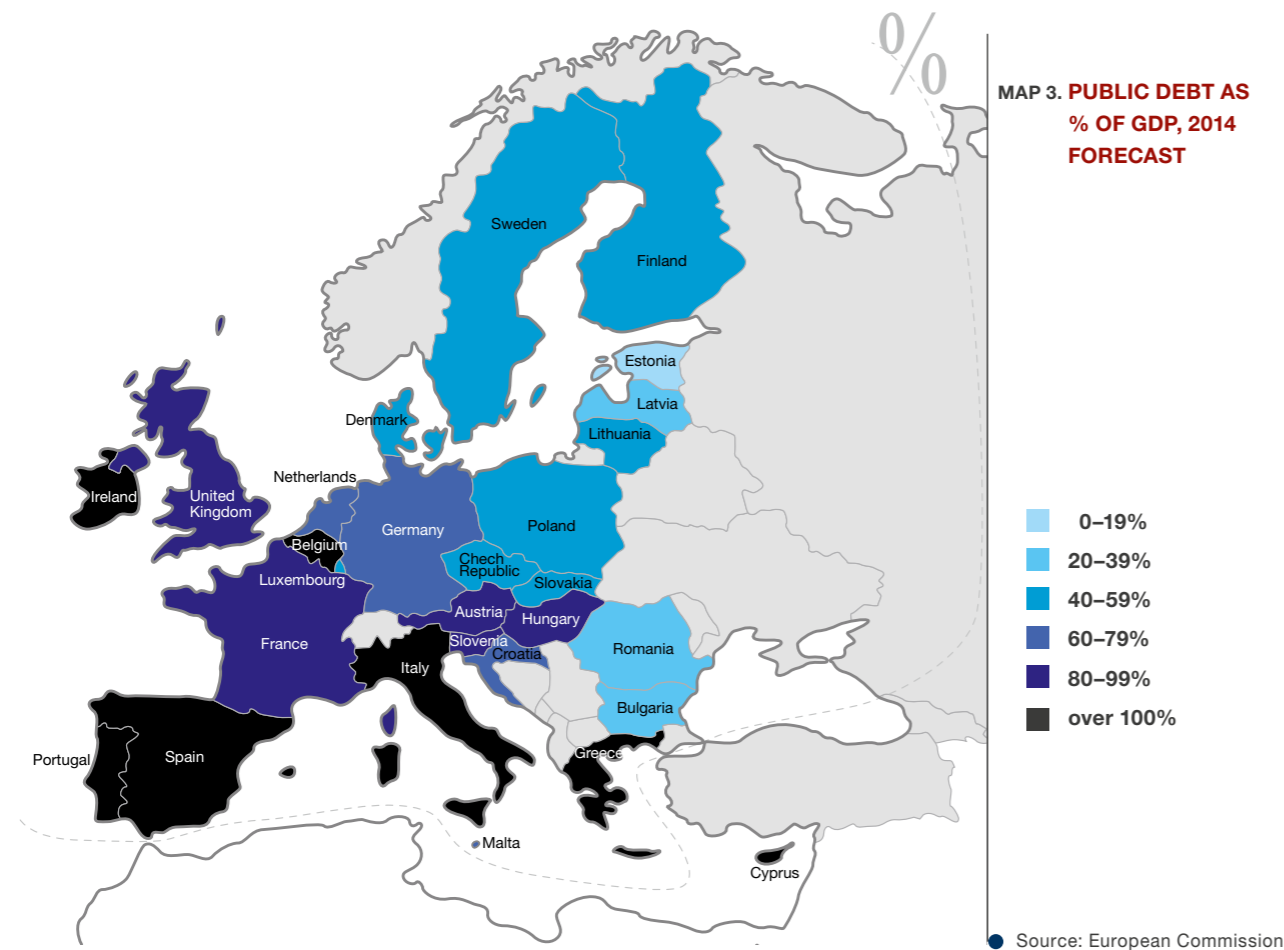 %
MAP 3. PUBLIC DEBT AS
% OF GDP, 2014
FORECAST
Sweden
Finland
Estonia
Latvia
Denmark
Lithuania
Netherlands
Ireland
United
Kingdom
Germany
Poland
Belgium
Chech
Republic
Luxembourg
Slovakia
Austria
Hungary
France
Slovenia
Croatia
Romania
Italy
Bulgaria
Portugal
Spain
Greece
Malta
Cyprus
0–19%
20–39%
40–59%
60–79%
80–99%
over 100%
Source: European Commission